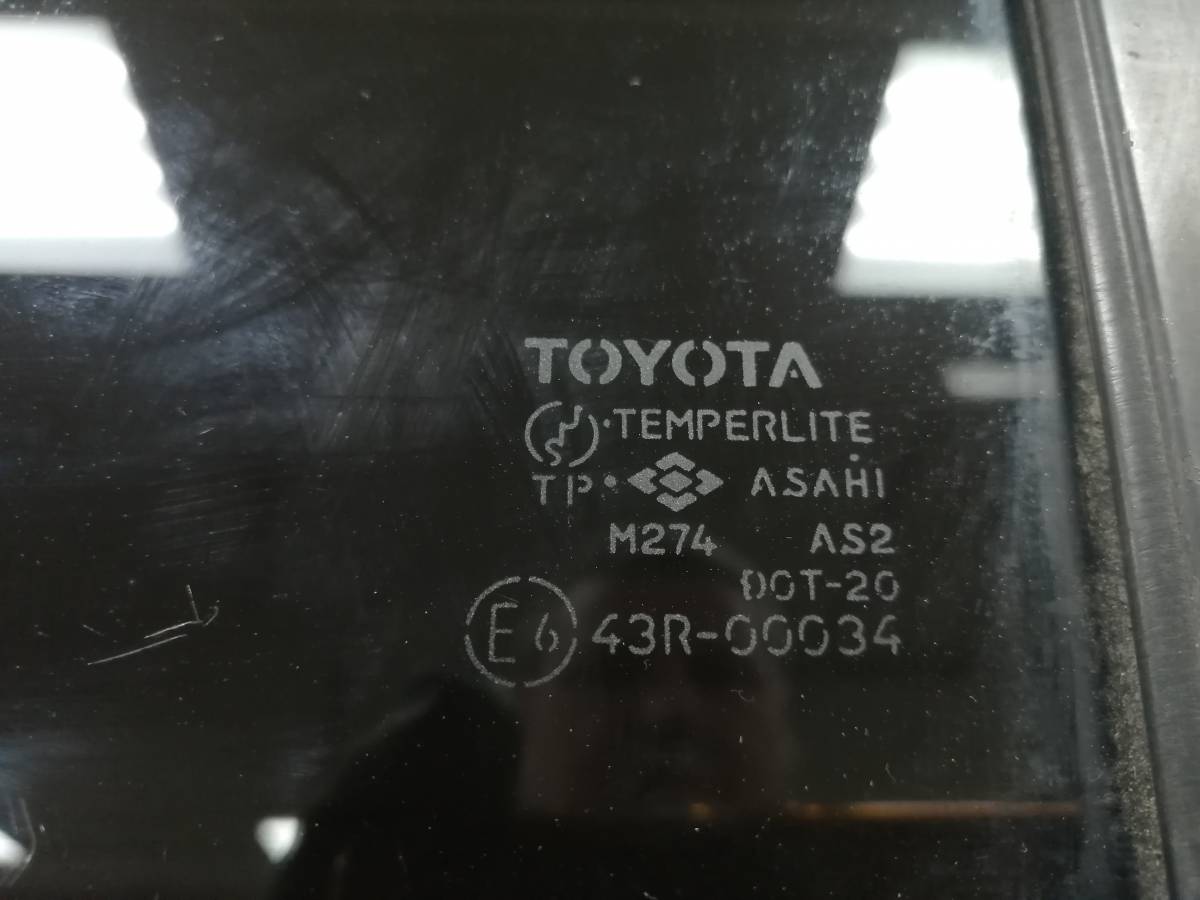 TOYOTA
·TEMPERLITE
TP· ASAHI
M274 AS2
DOT-20
E6 43R-00034